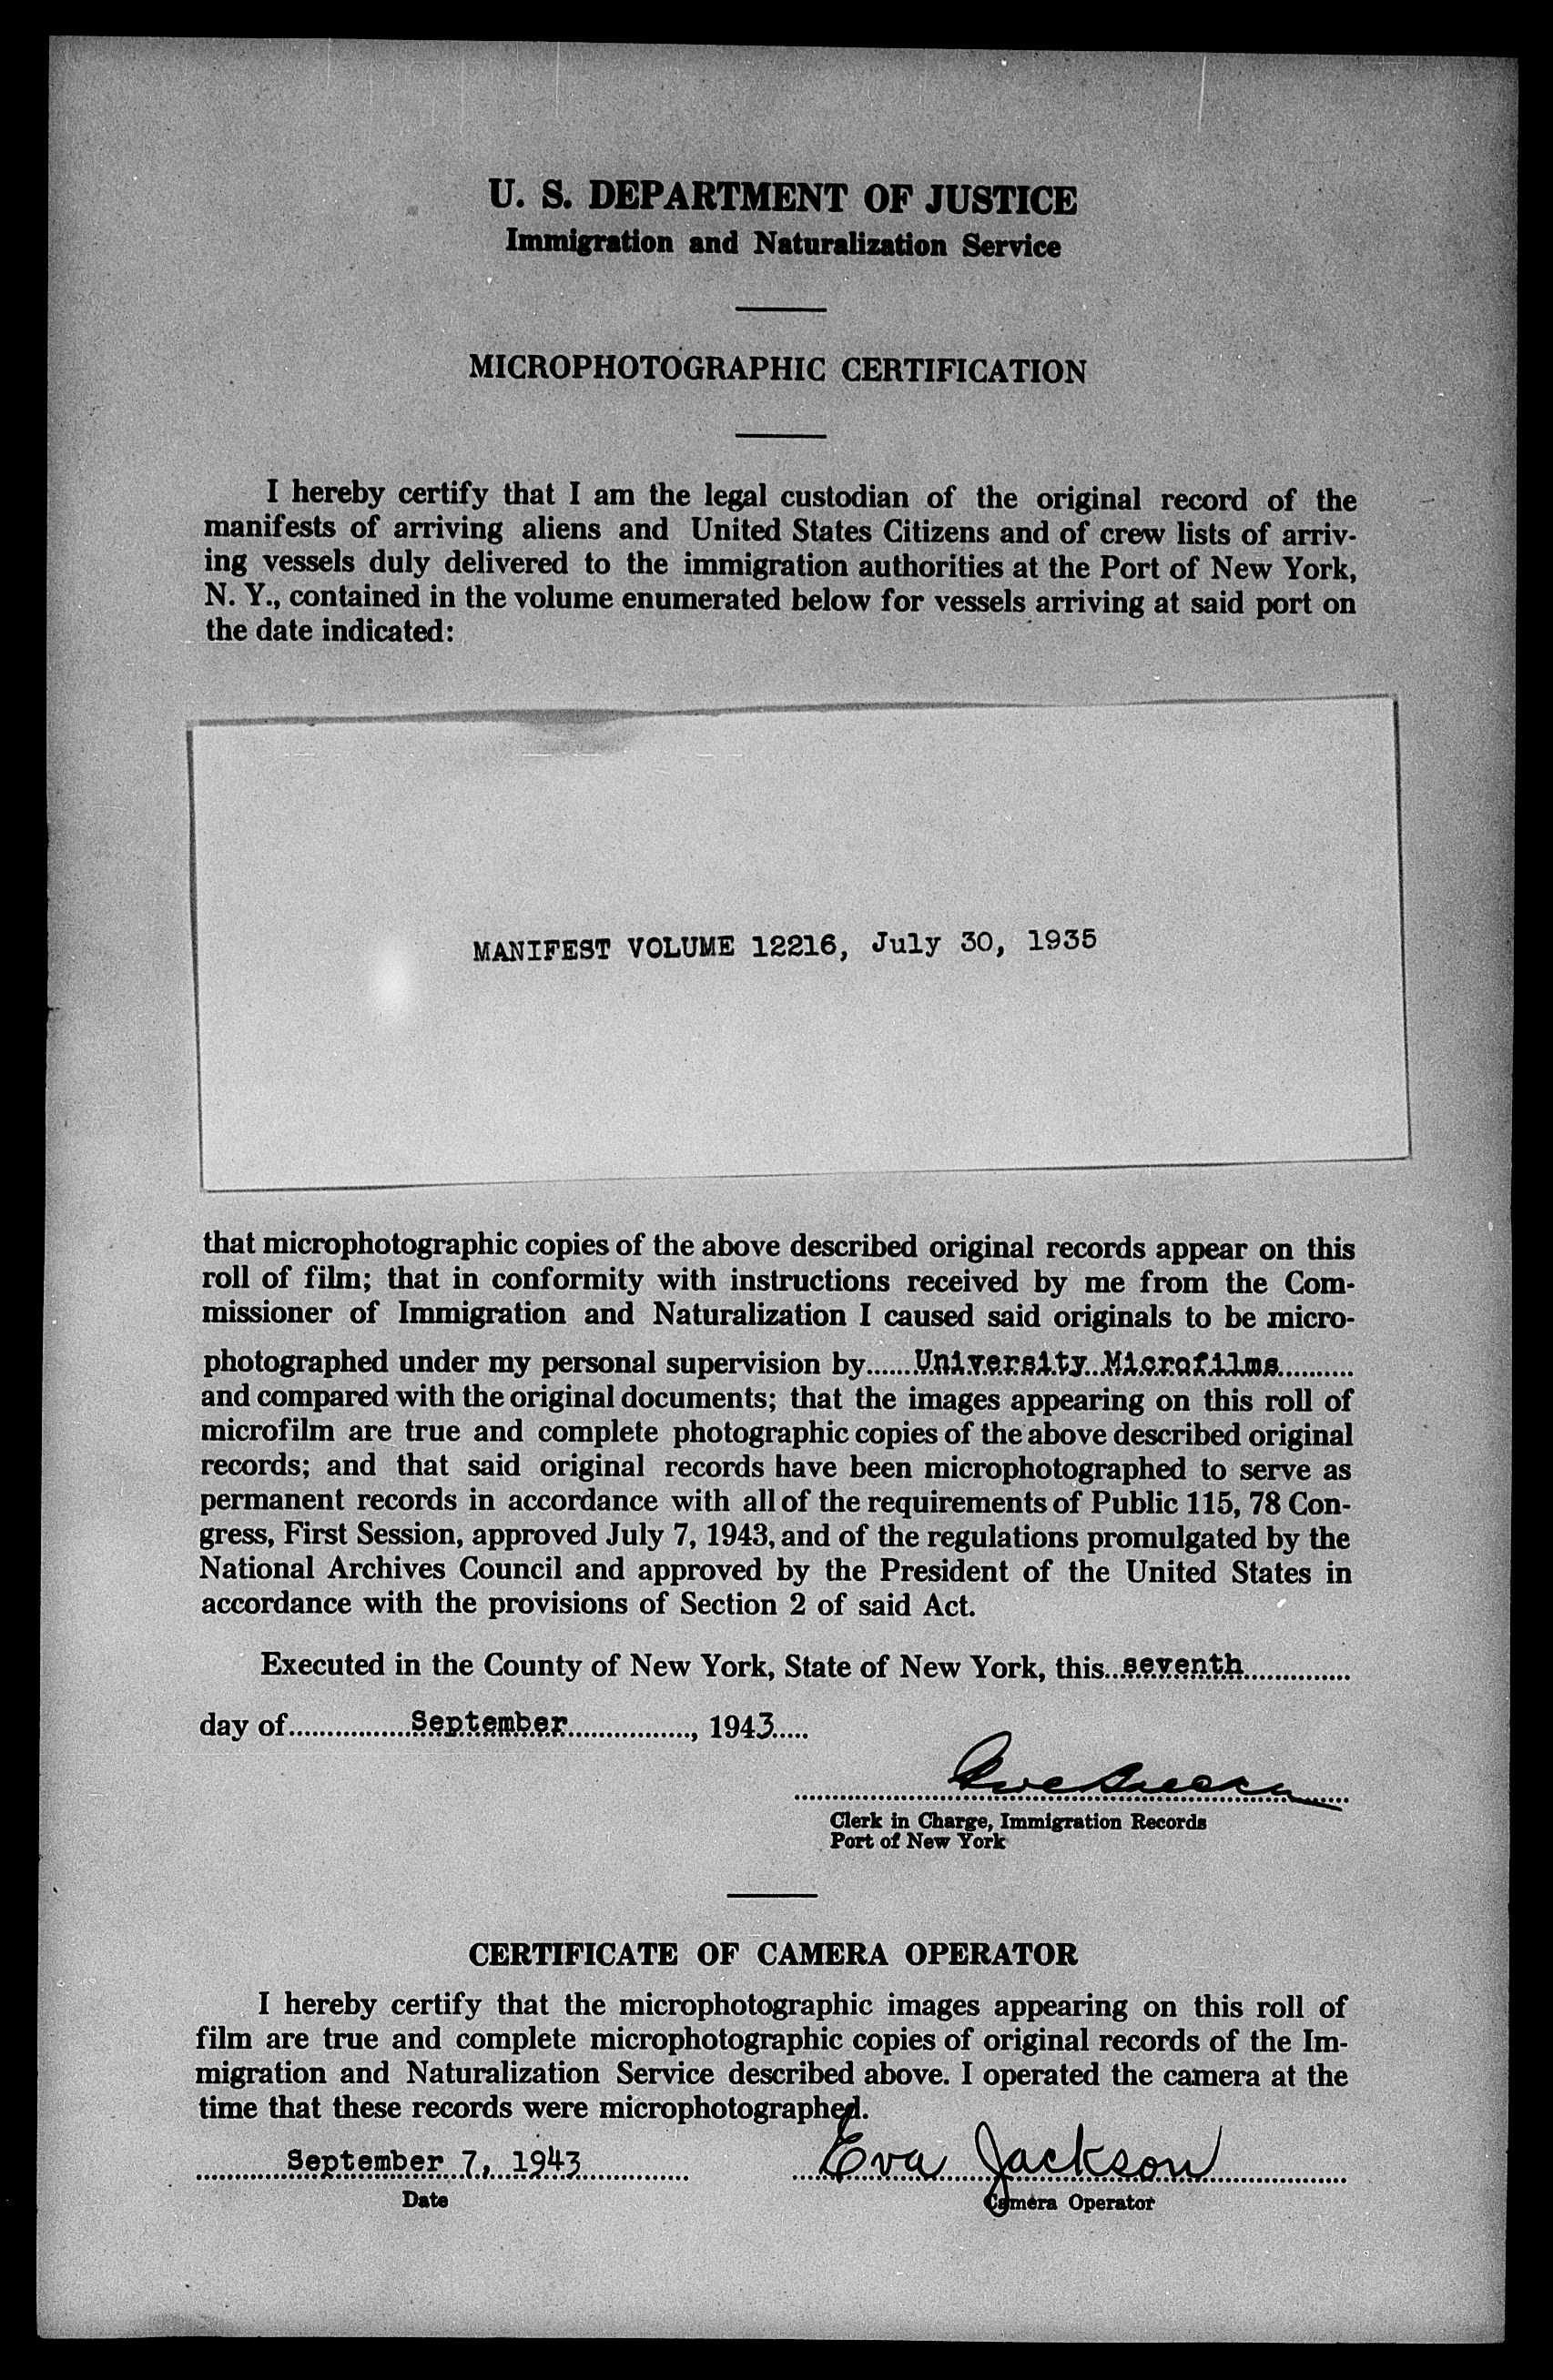 U. S. DEPARTMENT OF JUSTICE
Immigration and Naturalization Service
MICROPHOTOGRAPHIC CERTIFICATION
I hereby certify that I am the legal custodian of the original record of the
manifests of arriving aliens and United States Citizens and of crew lists of arriv-
ing vessels duly delivered to the immigration authorities at the Port of New York,
N. Y., contained in the volume enumerated below for vessels arriving at said port on
the date indicated:
MANIFEST VOLUME 12216, July 30, 1935
that microphotographic copies of the above described original records appear on this
roll of film; that in conformity with instructions received by me from the Com-
missioner of Immigration and Naturalization I caused said originals to be micro-
photographed under my personal supervision by......University Microfilms..........
and compared with the original documents; that the images appearing on this roll of
microfilm are true and complete photographic copies of the above described original
records; and that said original records have been microphotographed to serve as
permanent records in accordance with all of the requirements of Public 115, 78 Con-
gress, First Session, approved July 7, 1943, and of the regulations promulgated by the
National Archives Council and approved by the President of the United States in
accordance with the provisions of Section 2 of said Act.
Executed in the County of New York, State of New York, this...seventh..............
day of................September................, 1943.....
Clerk in Charge, Immigration Records
Port of New York
CERTIFICATE OF CAMERA OPERATOR
I hereby certify that the microphotographic images appearing on this roll of
film are true and complete microphotographic copies of original records of the Im-
migration and Naturalization Service described above. I operated the camera at the
time that these records were microphotographed.
September 7, 1943 Eva Jackson
Date Camera Operator